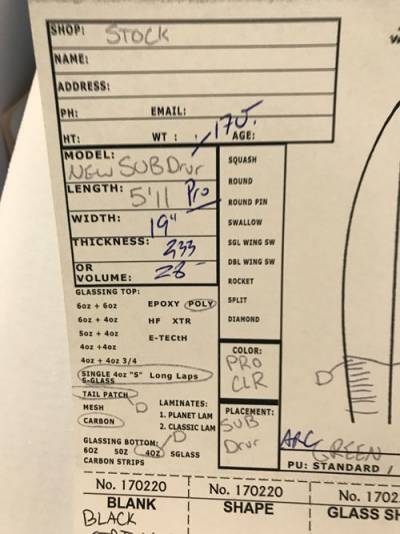 SHOP: STOCK
NAME:
ADDRESS:
PH: EMAIL:
HT: WT : AGE:
170.
MODEL:
NEW SUB Drvr
LENGTH: 5'11 Pro
WIDTH: 19"
THICKNESS: 233
OR
VOLUME: 28
SQUASH
ROUND
ROUND PIN
SWALLOW
SGL WING SW
DBL WING SW
ROCKET
SPLIT
DIAMOND
GLASSING TOP:
6oz + 6oz EPOXY POLY
6oz + 4oz HF XTR
5oz + 4oz E-TECH
4oz +4oz
4oz + 4oz 3/4
SINGLE 4oz "S" Long Laps
S-GLASS
TAIL PATCH
D
MESH
CARBON
LAMINATES:
1. PLANET LAM
2. CLASSIC LAM
D
GLASSING BOTTOM:
6OZ 5OZ 4OZ SGLASS
CARBON STRIPS
COLOR:
PRO
CLR
D
PLACEMENT:
SUB
Drvr
ARC GREEN
PU: STANDARD /
No. 170220 No. 170220 No. 1702
BLANK SHAPE GLASS SH
BLACK